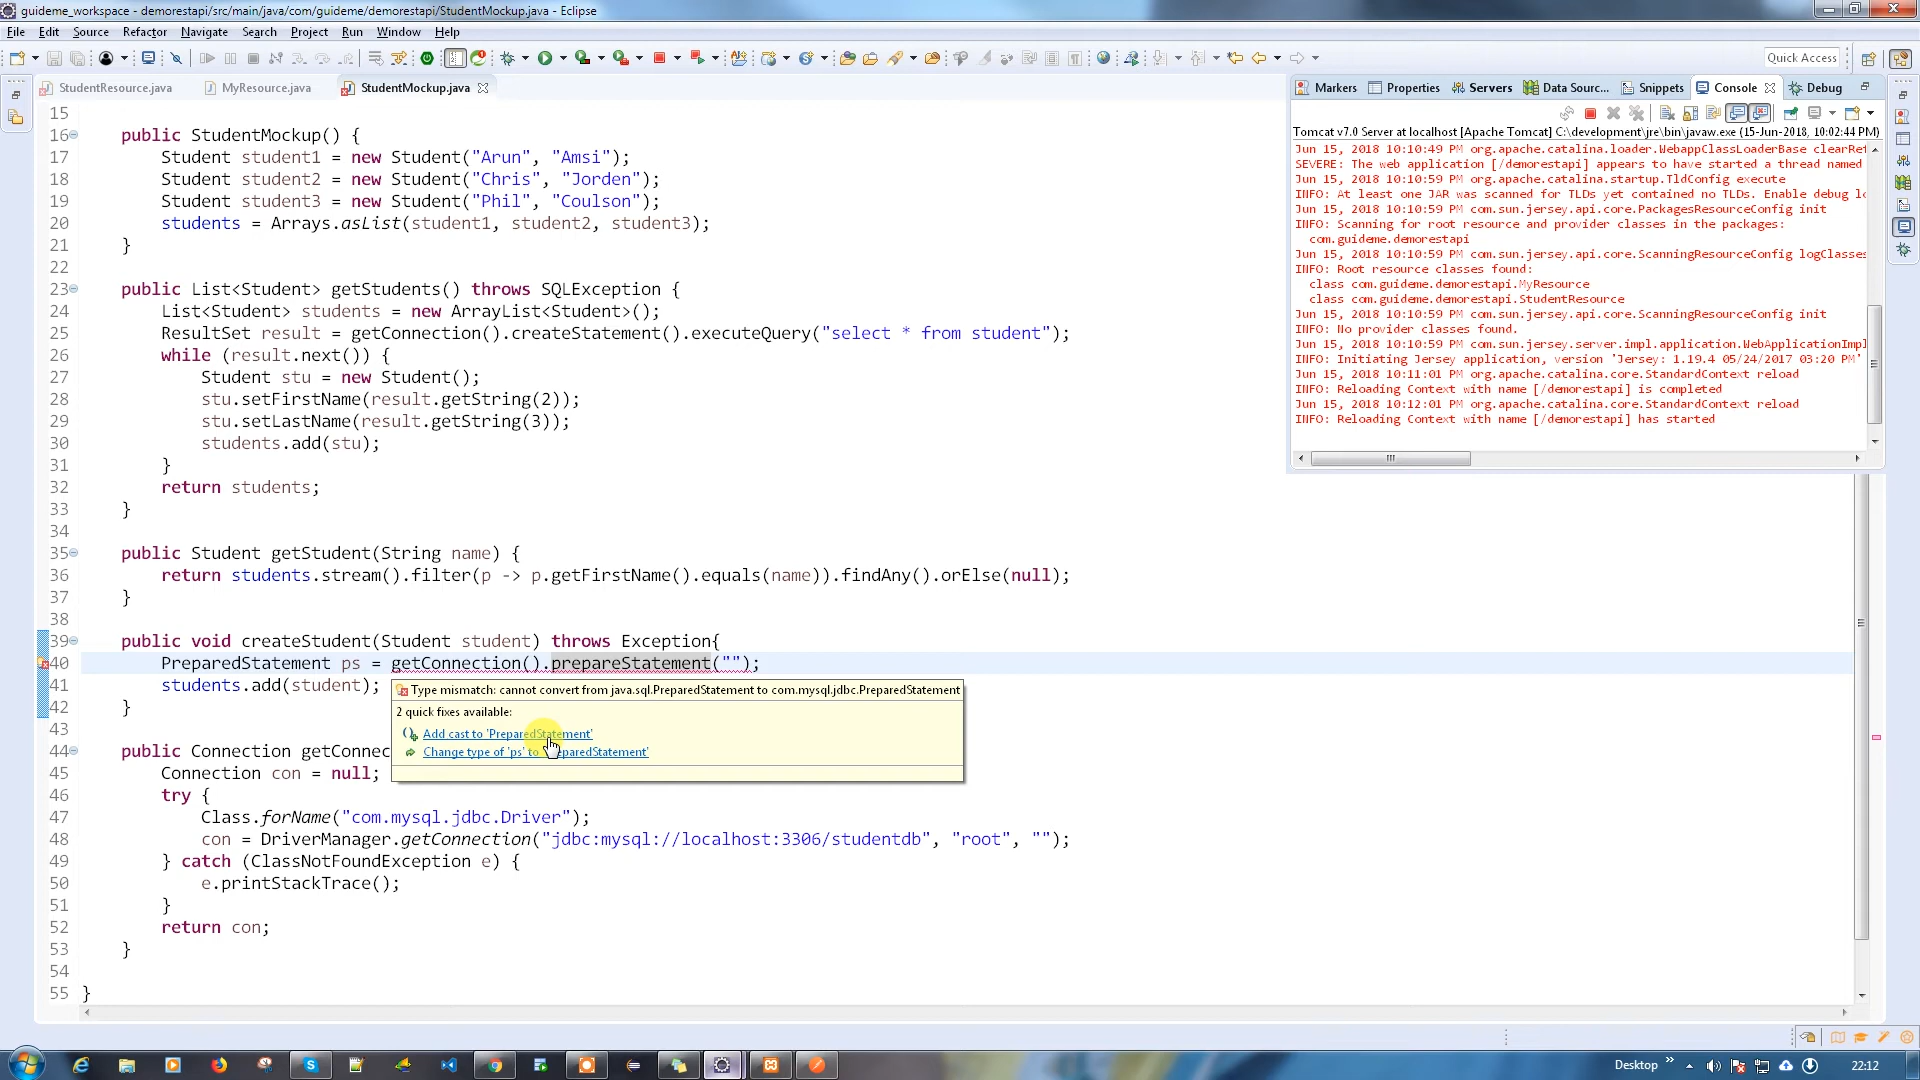 guideme_workspace - demorestapi/src/main/java/com/guideme/demorestapi/StudentMockup.java - Eclipse
File Edit Source Refactor Navigate Search Project Run Window Help
Quick Access
StudentResource.java MyResource.java StudentMockup.java
15
16 public StudentMockup() {
17 Student student1 = new Student("Arun", "Amsi");
18 Student student2 = new Student("Chris", "Jorden");
19 Student student3 = new Student("Phil", "Coulson");
20 students = Arrays.asList(student1, student2, student3);
21 }
22
23 public List<Student> getStudents() throws SQLException {
24 List<Student> students = new ArrayList<Student>();
25 ResultSet result = getConnection().createStatement().executeQuery("select * from student");
26 while (result.next()) {
27 Student stu = new Student();
28 stu.setFirstName(result.getString(2));
29 stu.setLastName(result.getString(3));
30 students.add(stu);
31 }
32 return students;
33 }
34
35 public Student getStudent(String name) {
36 return students.stream().filter(p -> p.getFirstName().equals(name)).findAny().orElse(null);
37 }
38
39 public void createStudent(Student student) throws Exception{
40 PreparedStatement ps = getConnection().prepareStatement("");
41 students.add(student);
42 }
43
44 public Connection getConnec
45 Connection con = null;
46 try {
47 Class.forName("com.mysql.jdbc.Driver");
48 con = DriverManager.getConnection("jdbc:mysql://localhost:3306/studentdb", "root", "");
49 } catch (ClassNotFoundException e) {
50 e.printStackTrace();
51 }
52 return con;
53 }
54
55 }
Type mismatch: cannot convert from java.sql.PreparedStatement to com.mysql.jdbc.PreparedStatement
2 quick fixes available:
Add cast to 'PreparedStatement'
Change type of 'ps' to 'PreparedStatement'
Markers Properties Servers Data Sourc... Snippets Console Debug
Tomcat v7.0 Server at localhost [Apache Tomcat] C:\development\jre\bin\javaw.exe (15-Jun-2018, 10:02:44 PM)
Jun 15, 2018 10:10:49 PM org.apache.catalina.loader.WebappClassLoaderBase clearRef
SEVERE: The web application [/demorestapi] appears to have started a thread named
Jun 15, 2018 10:10:59 PM org.apache.catalina.startup.TldConfig execute
INFO: At least one JAR was scanned for TLDs yet contained no TLDs. Enable debug lo
Jun 15, 2018 10:10:59 PM com.sun.jersey.api.core.PackagesResourceConfig init
INFO: Scanning for root resource and provider classes in the packages:
com.guideme.demorestapi
Jun 15, 2018 10:10:59 PM com.sun.jersey.api.core.ScanningResourceConfig logClasses
INFO: Root resource classes found:
class com.guideme.demorestapi.MyResource
class com.guideme.demorestapi.StudentResource
Jun 15, 2018 10:10:59 PM com.sun.jersey.api.core.ScanningResourceConfig init
INFO: No provider classes found.
Jun 15, 2018 10:10:59 PM com.sun.jersey.server.impl.application.WebApplicationImpl
INFO: Initiating Jersey application, version 'Jersey: 1.19.4 05/24/2017 03:20 PM'
Jun 15, 2018 10:11:01 PM org.apache.catalina.core.StandardContext reload
INFO: Reloading Context with name [/demorestapi] is completed
Jun 15, 2018 10:12:01 PM org.apache.catalina.core.StandardContext reload
INFO: Reloading Context with name [/demorestapi] has started
Desktop 22:12